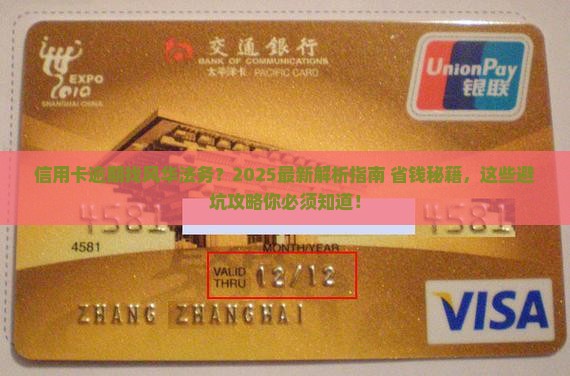 EXPO
2010
SHANGHAI CHINA
交通銀行
BANK OF COMMUNICATIONS
太平洋卡 PACIFIC CARD
UnionPay
银联
信用卡逾期法务？2025最新解析指南 省钱秘籍，这些避
坑攻略你必须知道！
4581
4581
MONTH/YEAR
VALID
THRU
12/12
ZHANG ZHANGHAI
VISA